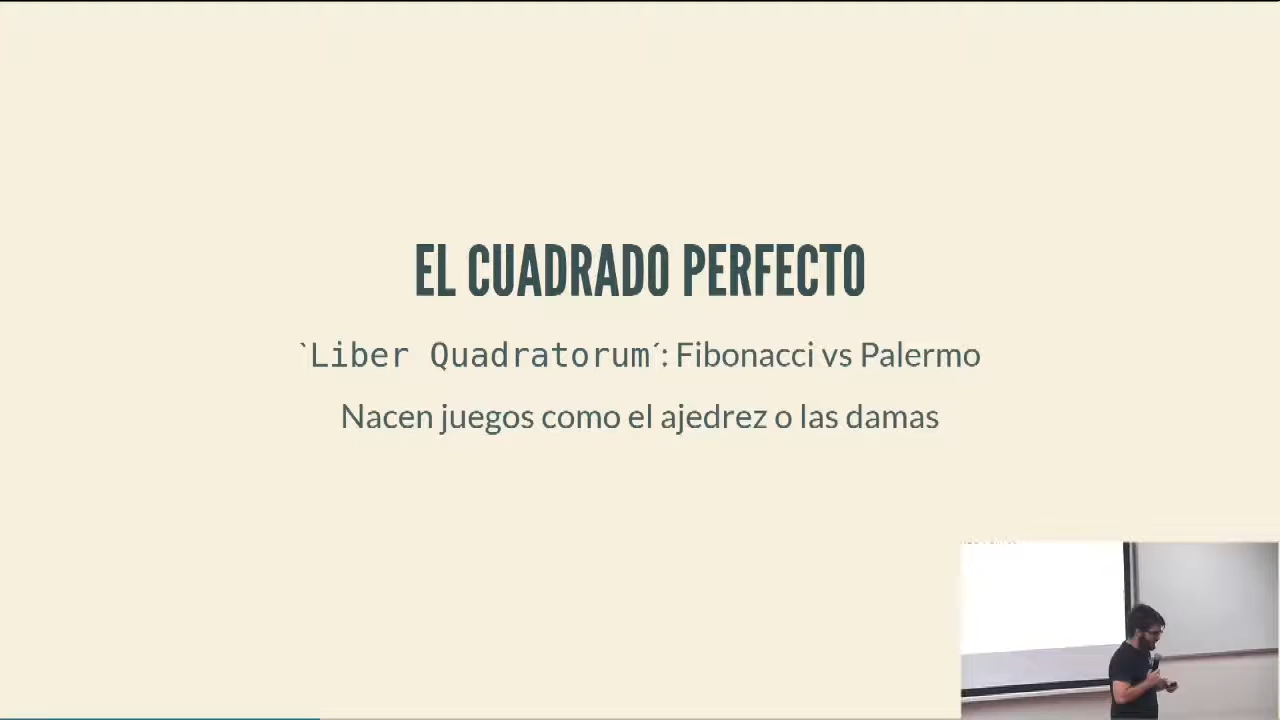 EL CUADRADO PERFECTO
`Liber Quadratorum´: Fibonacci vs Palermo
Nacen juegos como el ajedrez o las damas